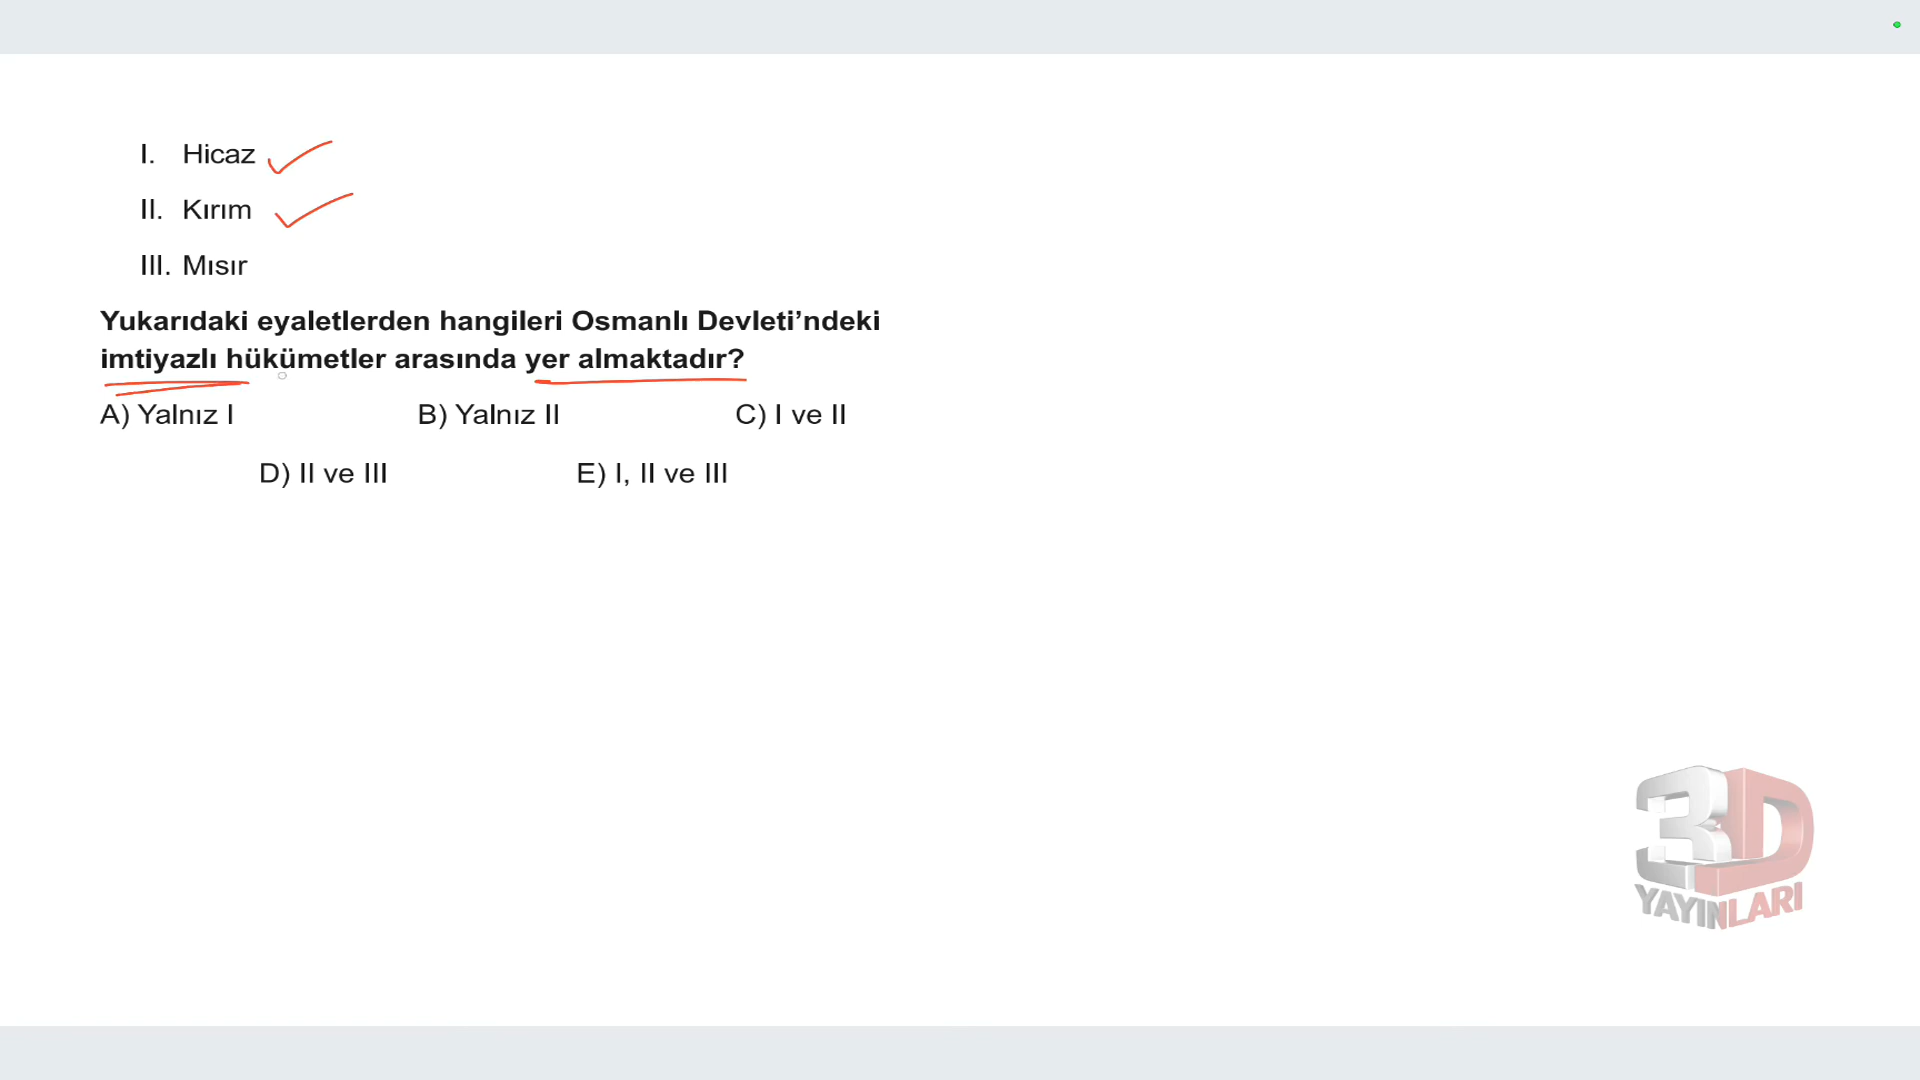 I. Hicaz
II. Kırım
III. Mısır
Yukarıdaki eyaletlerden hangileri Osmanlı Devleti’ndeki
imtiyazlı hükümetler arasında yer almaktadır?
A) Yalnız I B) Yalnız II C) I ve II
D) II ve III E) I, II ve III
3D
YAYINLARI